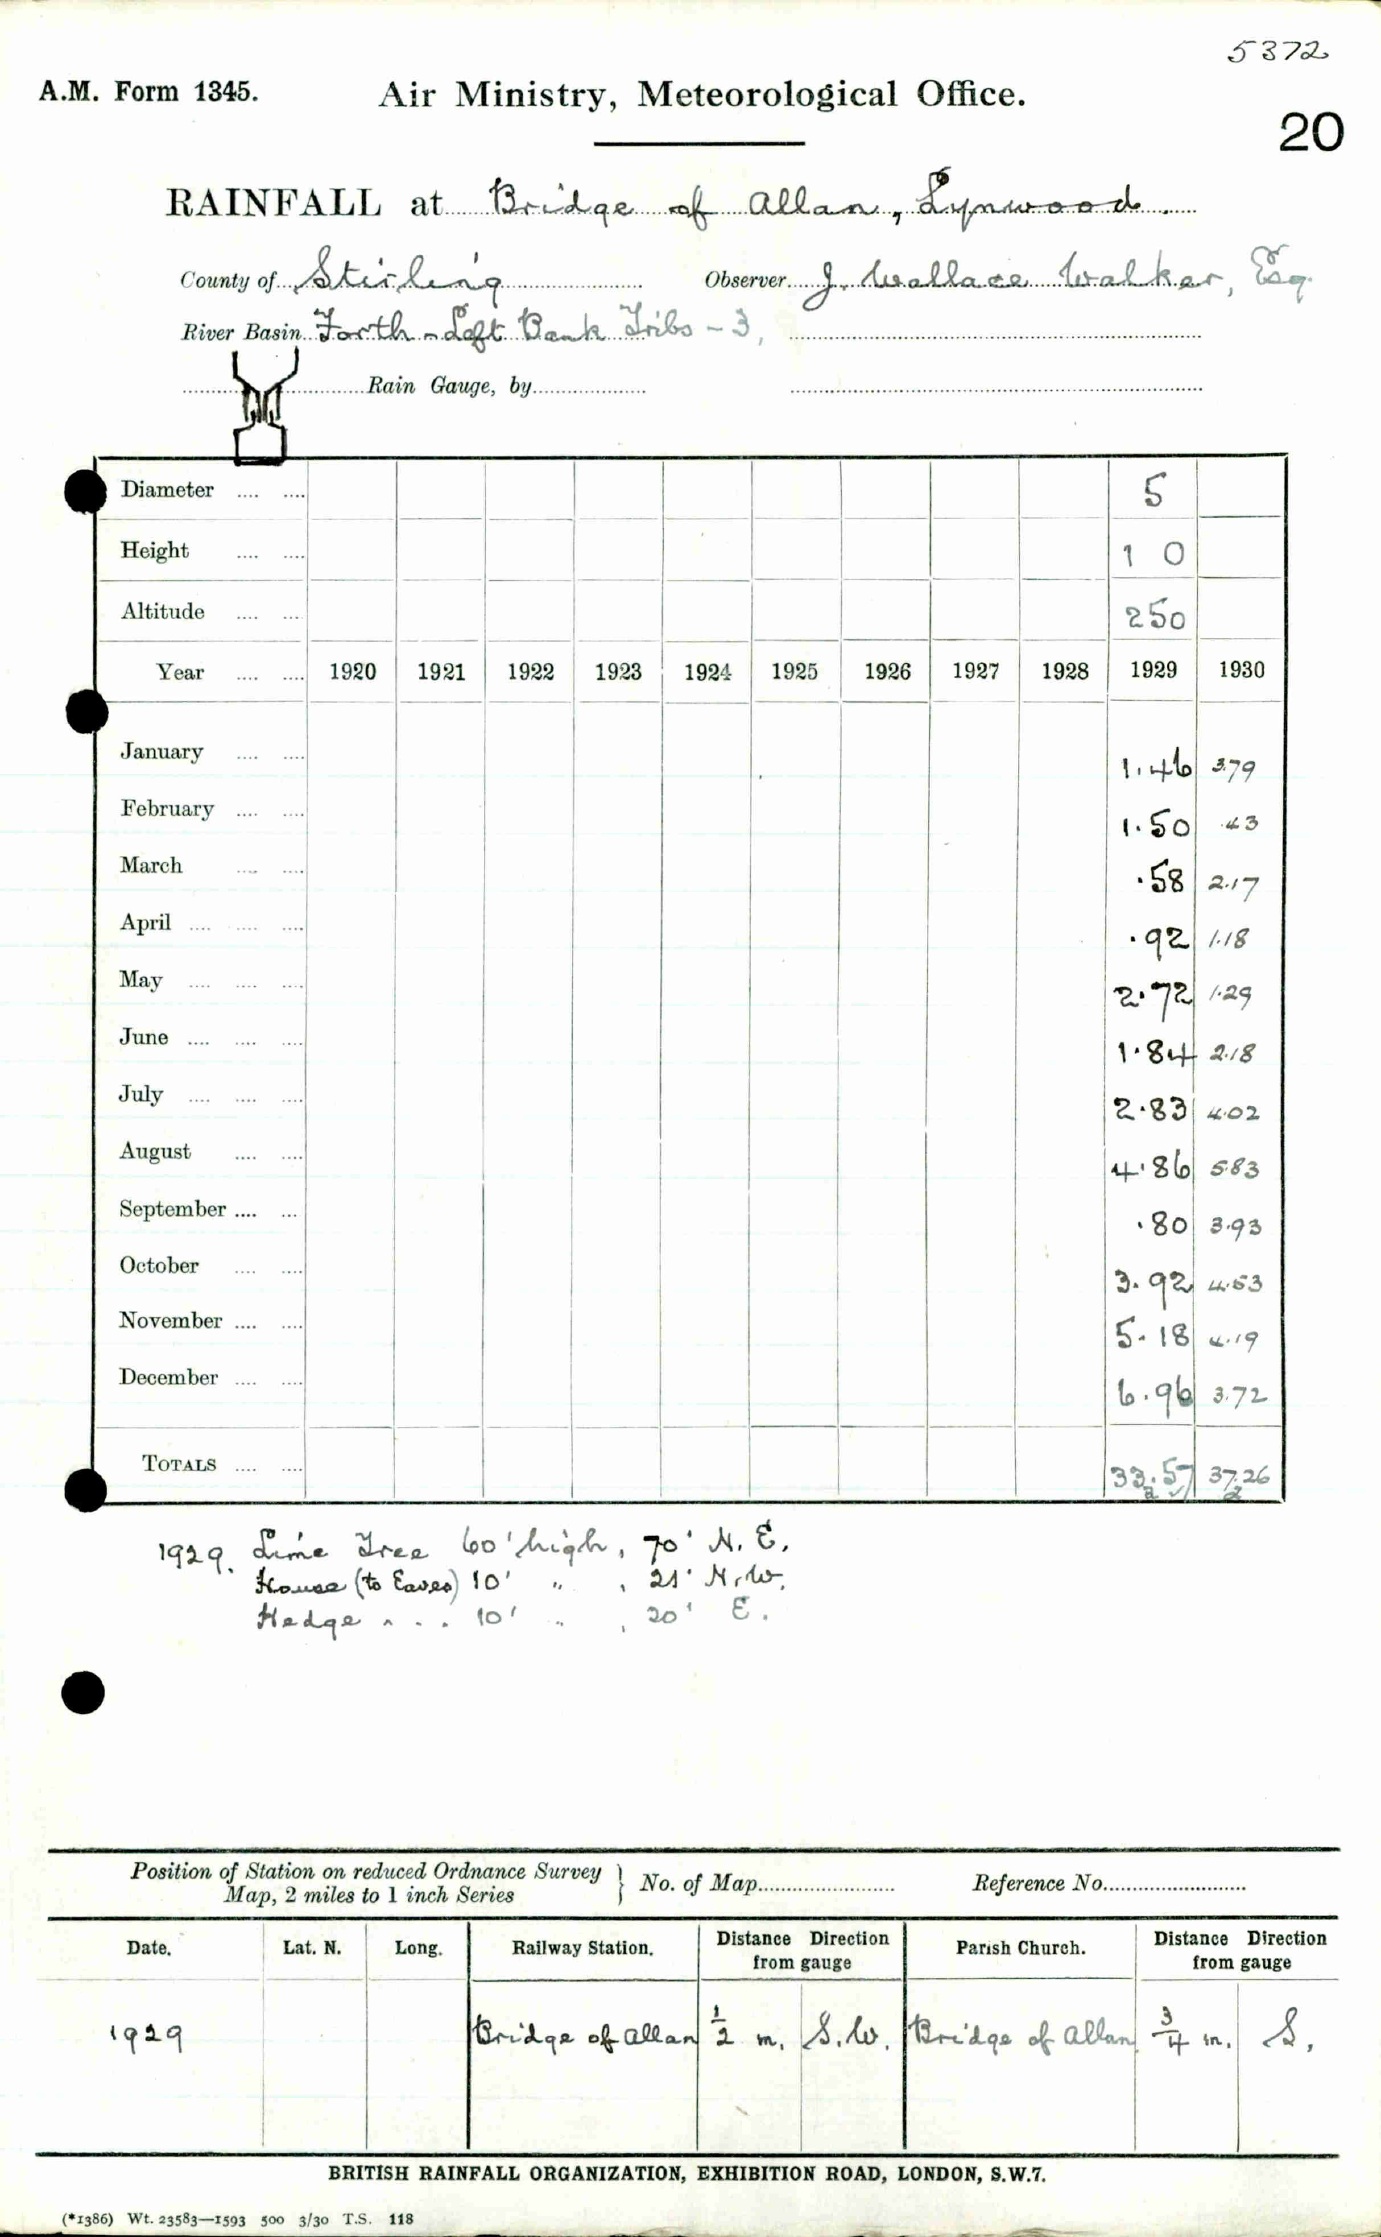 5372
A.M. Form 1345. Air Ministry, Meteorological Office.
20
RAINFALL at Bridge of Allan, Lynwood.
County of Stirling Observer J. Wallace Walker, Esq.
River Basin Forth - Left Bank Tribs - 3,
Rain Gauge, by
Diameter .... .... 5
Height .... .... 1 0
Altitude .... .... 250
Year .... .... 1920 1921 1922 1923 1924 1925 1926 1927 1928 1929 1930
January .... .... 1.46 3.79
February .... .... 1.50 .43
March .... .... .58 2.17
April .... .... .... .92 1.18
May .... .... .... 2.72 1.29
June .... .... .... 1.84 2.18
July .... .... .... 2.83 4.02
August .... .... 4.86 5.83
September .... .... .80 3.93
October .... .... 3.92 4.53
November .... .... 5.18 4.19
December .... .... 6.96 3.72
TOTALS .... .... 33.57 37.26
1929. Lime Tree 60' high, 70' N.E.
House (to Eaves) 10' " , 21' N.W.
Hedge . . . 10' " , 20' E.
Position of Station on reduced Ordnance Survey Map, 2 miles to 1 inch Series } No. of Map Reference No.
Date. Lat. N. Long. Railway Station. Distance Direction from gauge Parish Church. Distance Direction from gauge
1929 Bridge of Allan 1/2 m. S.W. Bridge of Allan 3/4 m. S.
BRITISH RAINFALL ORGANIZATION, EXHIBITION ROAD, LONDON, S.W.7.
(*1386) Wt. 23583—1593 500 3/30 T.S. 118